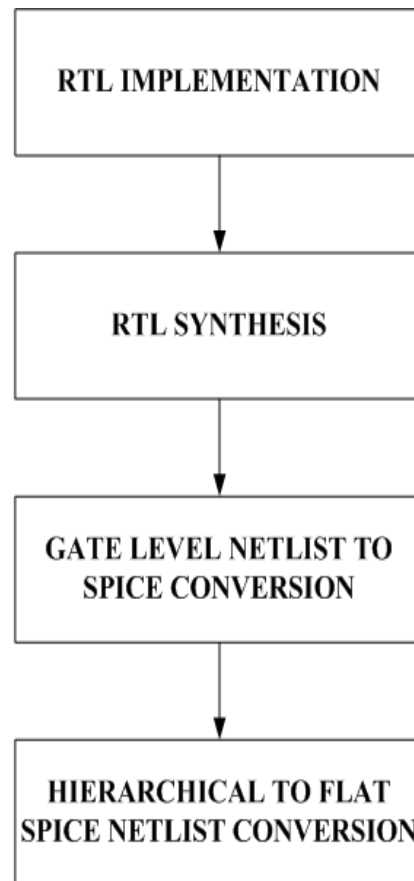 RTL IMPLEMENTATION
RTL SYNTHESIS
GATE LEVEL NETLIST TO
SPICE CONVERSION
HIERARCHICAL TO FLAT
SPICE NETLIST CONVERSION